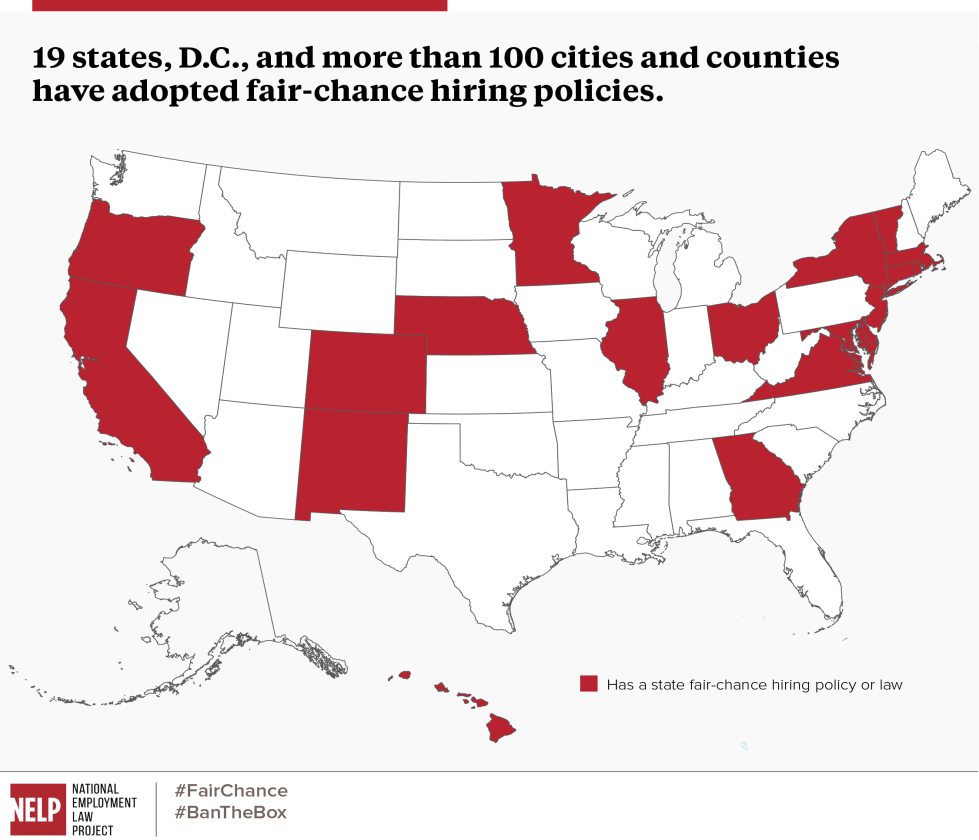 19 states, D.C., and more than 100 cities and counties
have adopted fair-chance hiring policies.
Has a state fair-chance hiring policy or law
NELP
NATIONAL
EMPLOYMENT
LAW
PROJECT
#FairChance
#BanTheBox